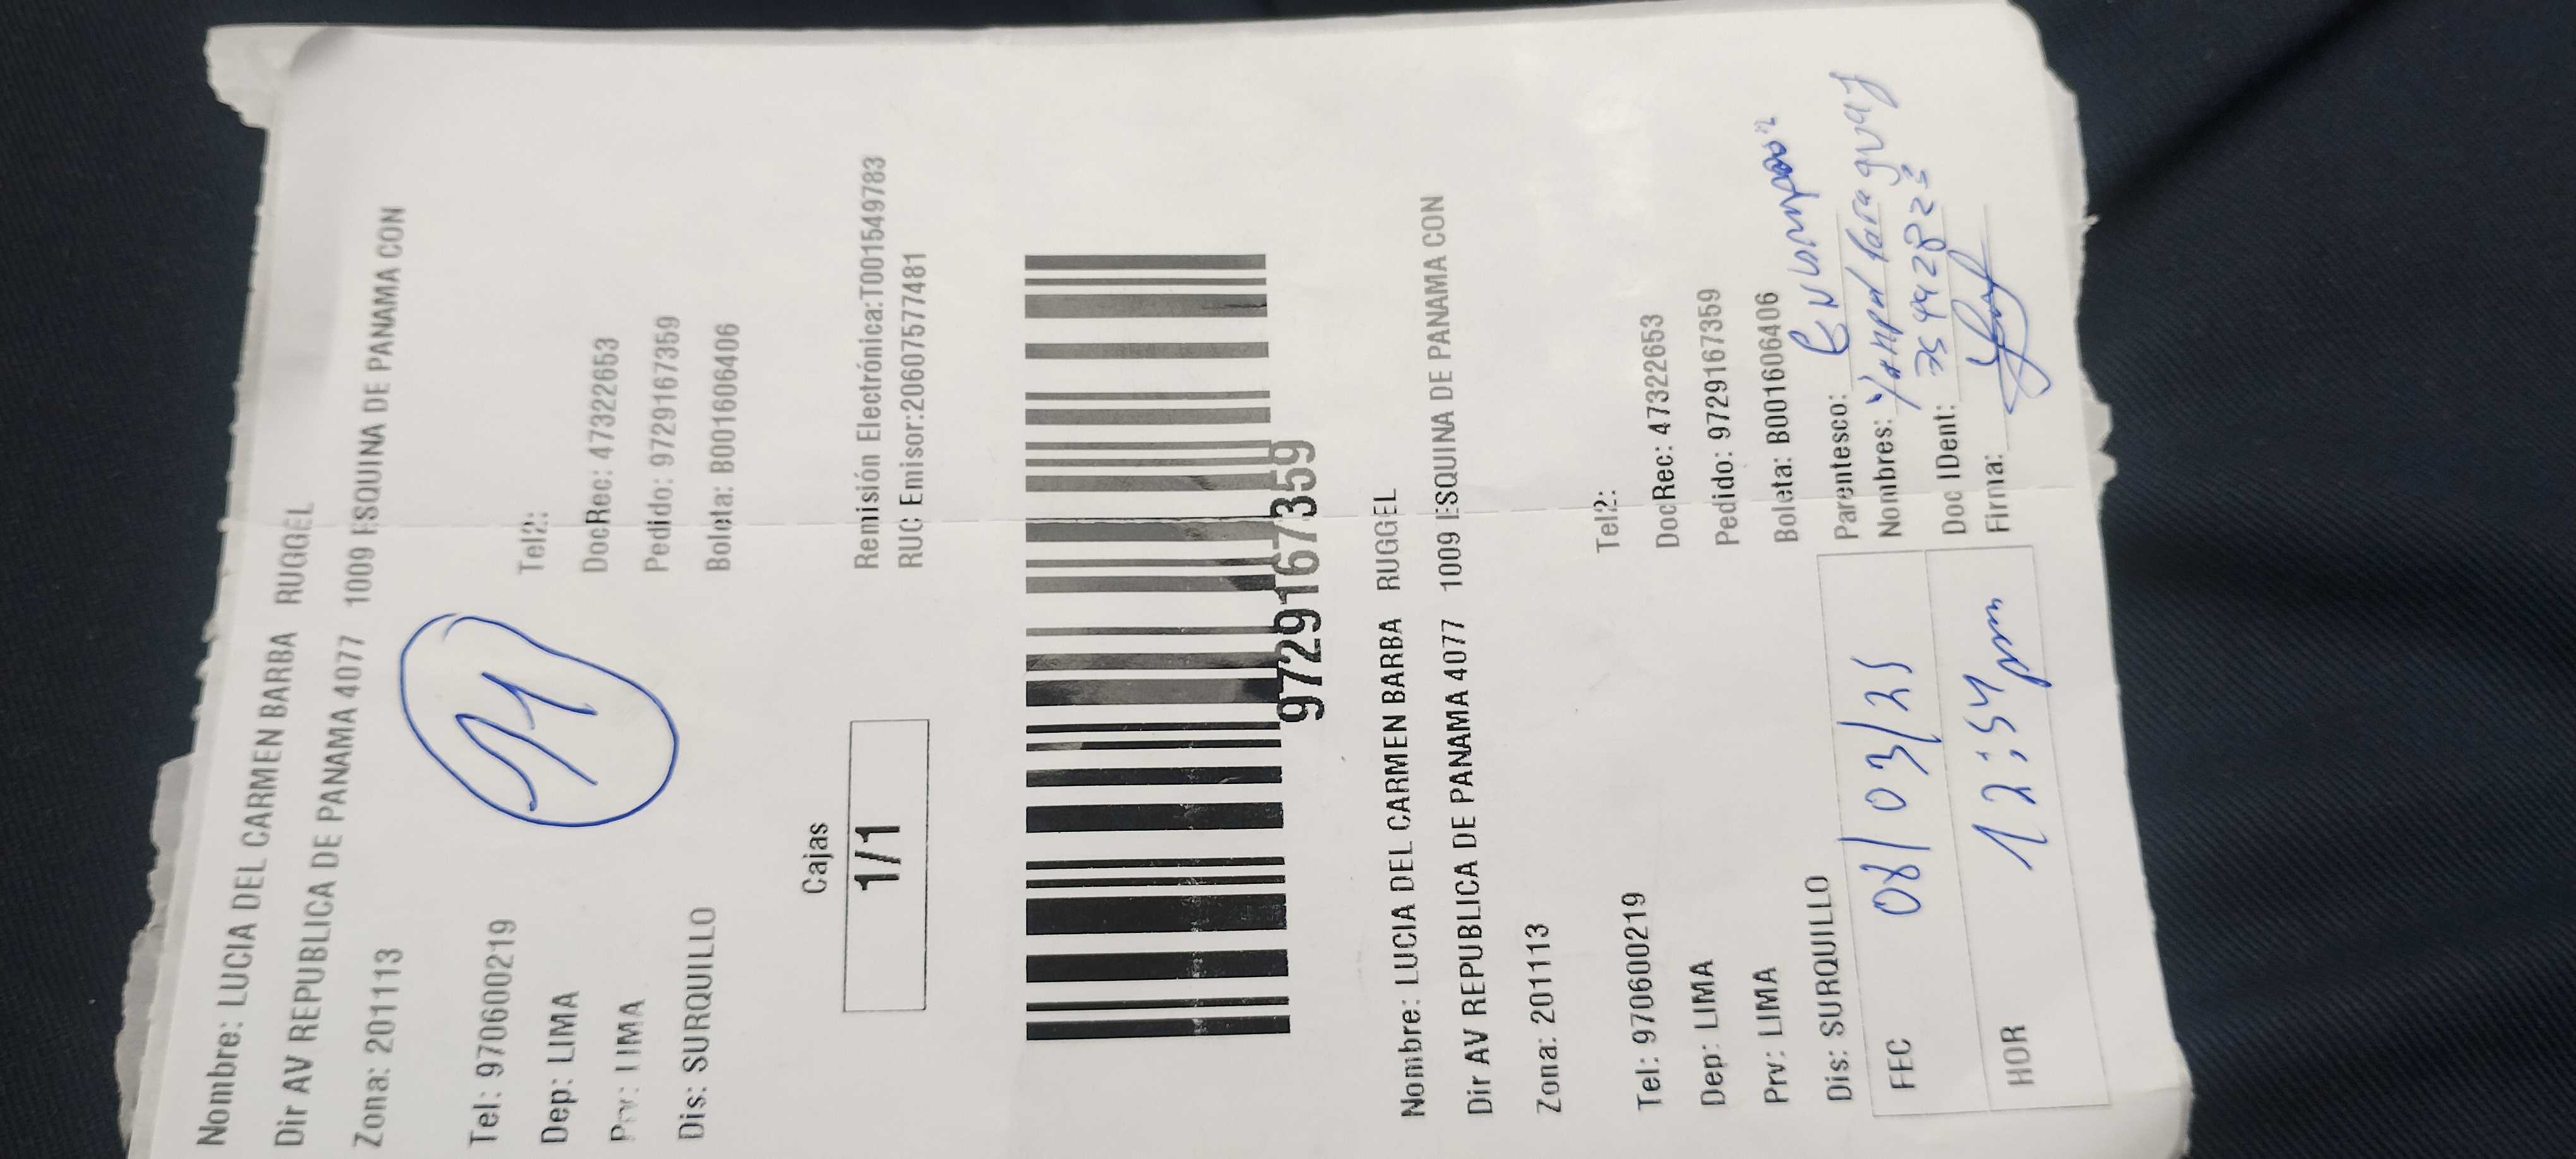 Nombre: LUCIA DEL CARMEN BARBA RUGGEL
Dir AV REPUBLICA DE PANAMA 4077 1009 ESQUINA DE PANAMA CON
Zona: 201113
Tel: 970600219 Tel2:
Dep: LIMA DocRec: 47322653
Prv: LIMA Pedido: 9729167359
Dis: SURQUILLO Boleta: B001606406
11
Cajas
1/1
Remisión Electrónica:T001549783
RUC Emisor:20607577481
9729167359
Nombre: LUCIA DEL CARMEN BARBA RUGGEL
Dir AV REPUBLICA DE PANAMA 4077 1009 ESQUINA DE PANAMA CON
Zona: 201113
Tel: 970600219 Tel2:
Dep: LIMA DocRec: 47322653
Prv: LIMA Pedido: 9729167359
Dis: SURQUILLO Boleta: B001606406
FEC 08/03/25
HOR 12:54 pm
Parentesco:
Nombres:
Doc IDent:
Firma: